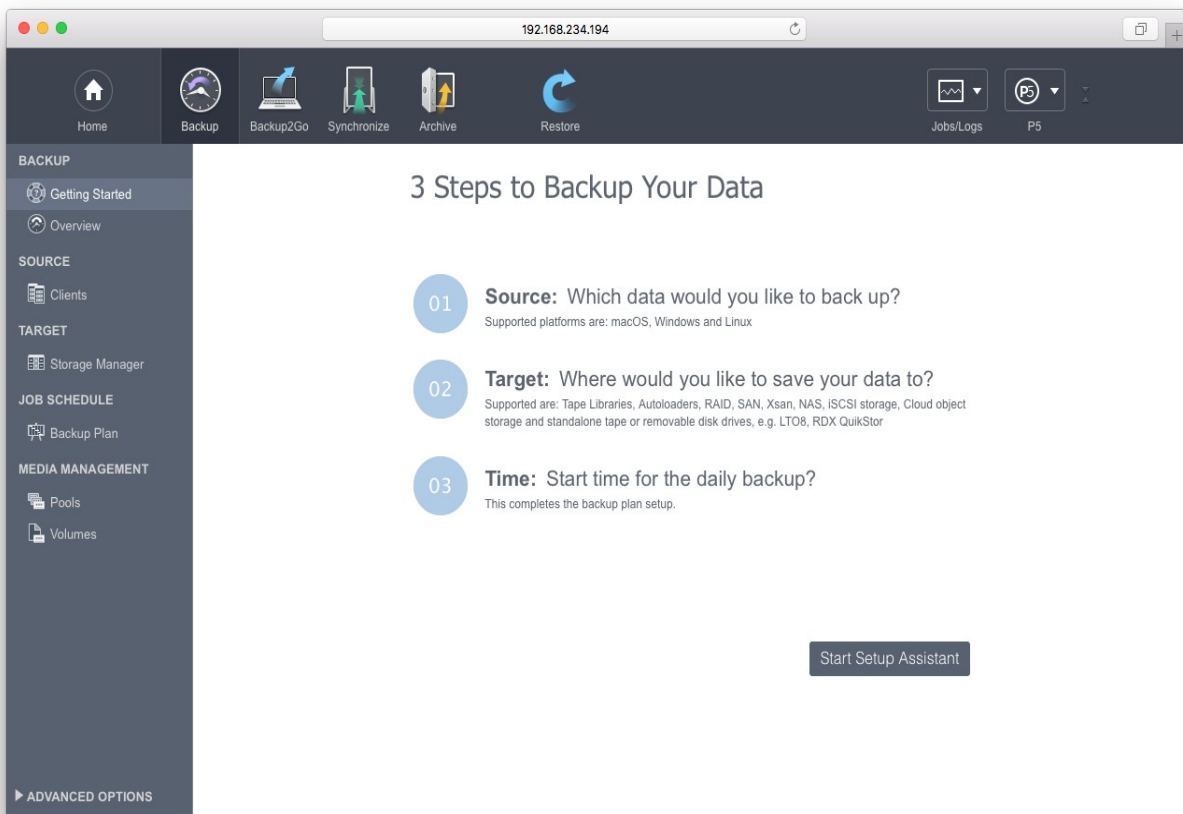 192.168.234.194
Home
Backup
Backup2Go
Synchronize
Archive
Restore
Jobs/Logs
P5
P5
BACKUP
Getting Started
Overview
SOURCE
Clients
TARGET
Storage Manager
JOB SCHEDULE
Backup Plan
MEDIA MANAGEMENT
Pools
Volumes
ADVANCED OPTIONS
3 Steps to Backup Your Data
01
Source: Which data would you like to back up?
Supported platforms are: macOS, Windows and Linux
02
Target: Where would you like to save your data to?
Supported are: Tape Libraries, Autoloaders, RAID, SAN, Xsan, NAS, iSCSI storage, Cloud object
storage and standalone tape or removable disk drives, e.g. LTO8, RDX QuikStor
03
Time: Start time for the daily backup?
This completes the backup plan setup.
Start Setup Assistant